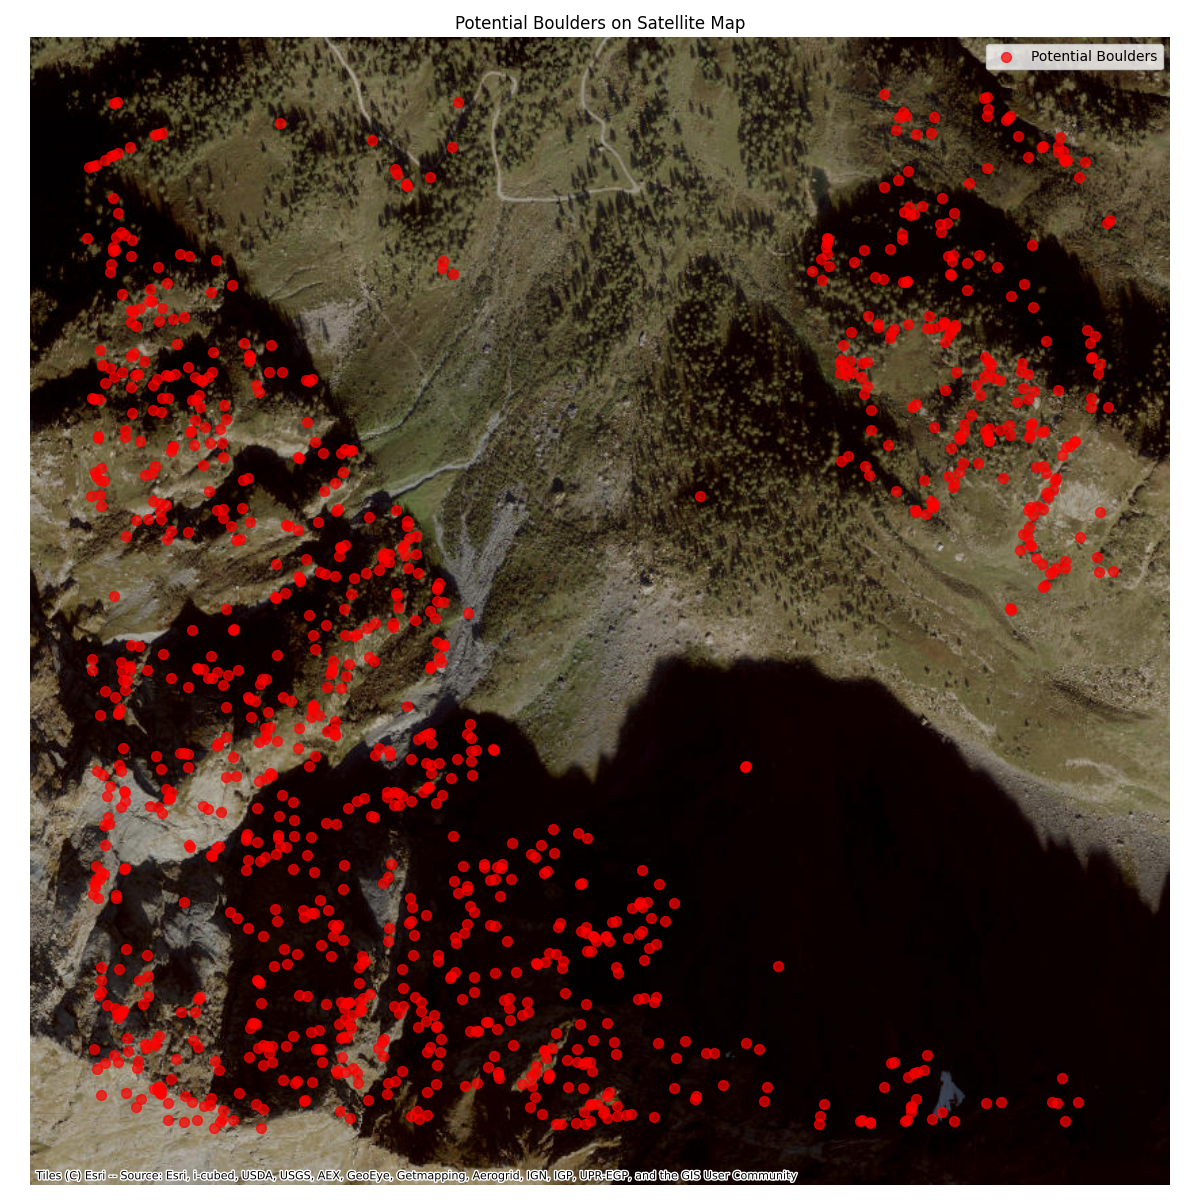 Potential Boulders on Satellite Map
Potential Boulders
Tiles (C) Esri -- Source: Esri, i-cubed, USDA, USGS, AEX, GeoEye, Getmapping, Aerogrid, IGN, IGP, UPR-EGP, and the GIS User Community